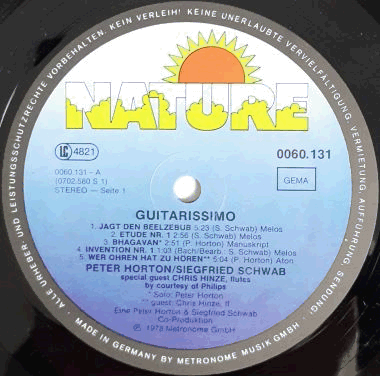 ALLE URHEBER- UND LEISTUNGSSCHUTZRECHTE VORBEHALTEN. KEIN VERLEIH! KEINE UNERLAUBTE VERVIELFÄLTIGUNG, VERMIETUNG, AUFFÜHRUNG, SENDUNG!
NATURE
LC 4821
0060.131
0060.131 - A
(0702.580 S 1)
STEREO — Seite 1
GEMA
GUITARISSIMO
1. JAGT DEN BEELZEBUB 5:23 (S. Schwab) Melos
2. ETUDE NR. 1 2:56 (S. Schwab) Melos
3. BHAGAVAN* 2:51 (P. Horton) Manuskript
4. INVENTION NR. 1 1:03 (Bach/Bearb. S. Schwab) Melos
5. WER OHREN HAT ZU HÖREN** 5:04 (P. Horton) Aton
PETER HORTON/SIEGFRIED SCHWAB
special guest CHRIS HINZE, flutes
by courtesy of Philips
* Solo: Peter Horton
** guest: Chris Hinze, fl
Eine Peter Horton & Siegfried Schwab
Co-Produktion
℗ 1978 Metronome GmbH
MADE IN GERMANY BY METRONOME MUSIK GMBH